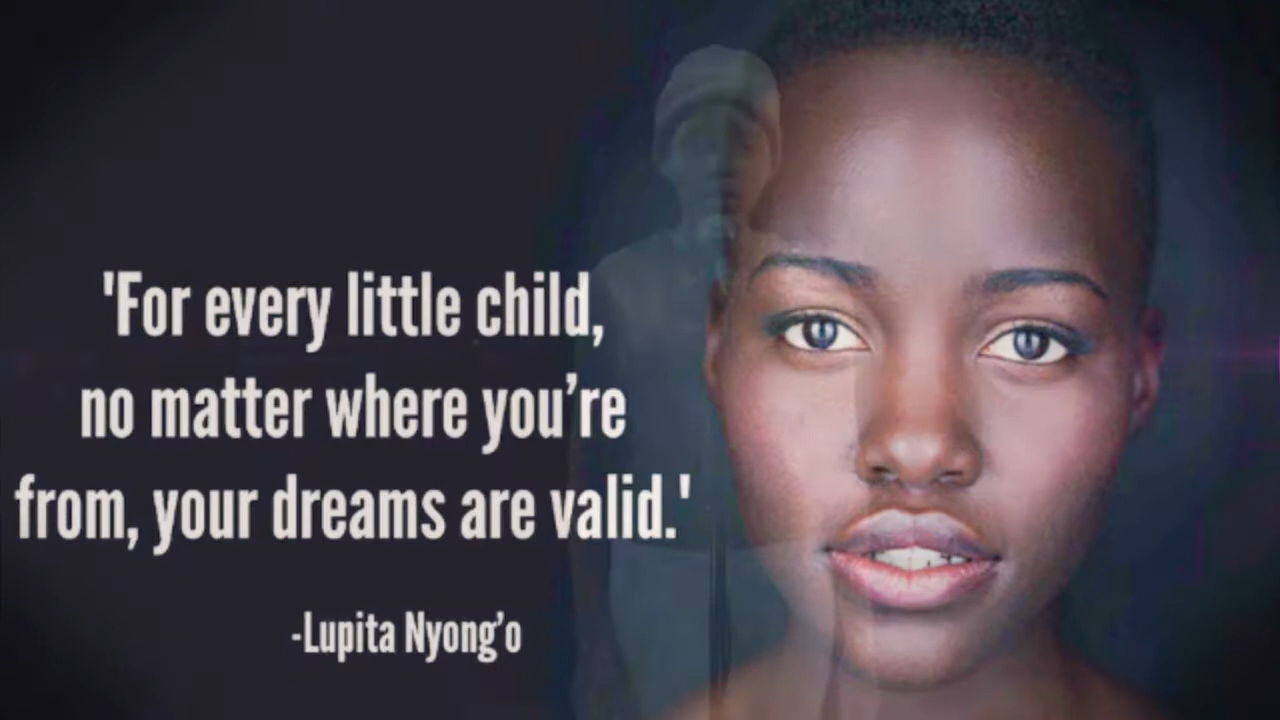 'For every little child,
no matter where you’re
from, your dreams are valid.'
-Lupita Nyong’o